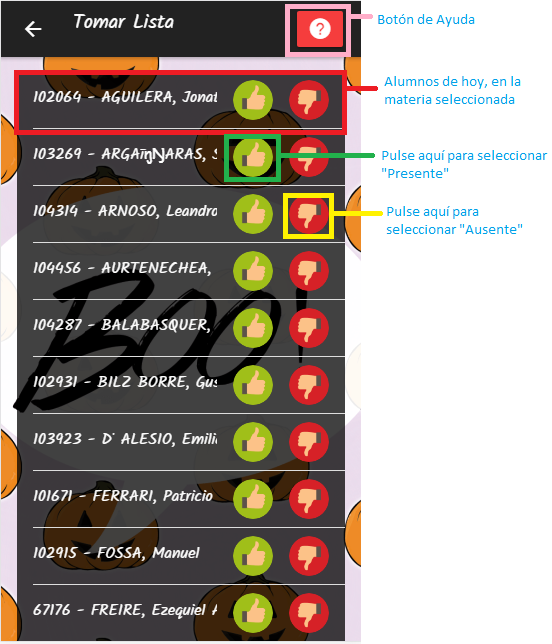 Tomar Lista
?
Botón de Ayuda
102064 - AGUILERA, Jonat
Alumnos de hoy, en la
materia seleccionada
103269 -
Pulse aquí para seleccionar
"Presente"
104314 - ARNOSO, Leandro
Pulse aquí para
seleccionar "Ausente"
104456 - AURTENECHEA,
104287 - BALABASQUER,
BOO!
102931 - BILZ BORRE, Gus
103923 - D' ALESIO, Emili
101671 - FERRARI, Patricio
102915 - FOSSA, Manuel
67176 - FREIRE, Ezequiel A